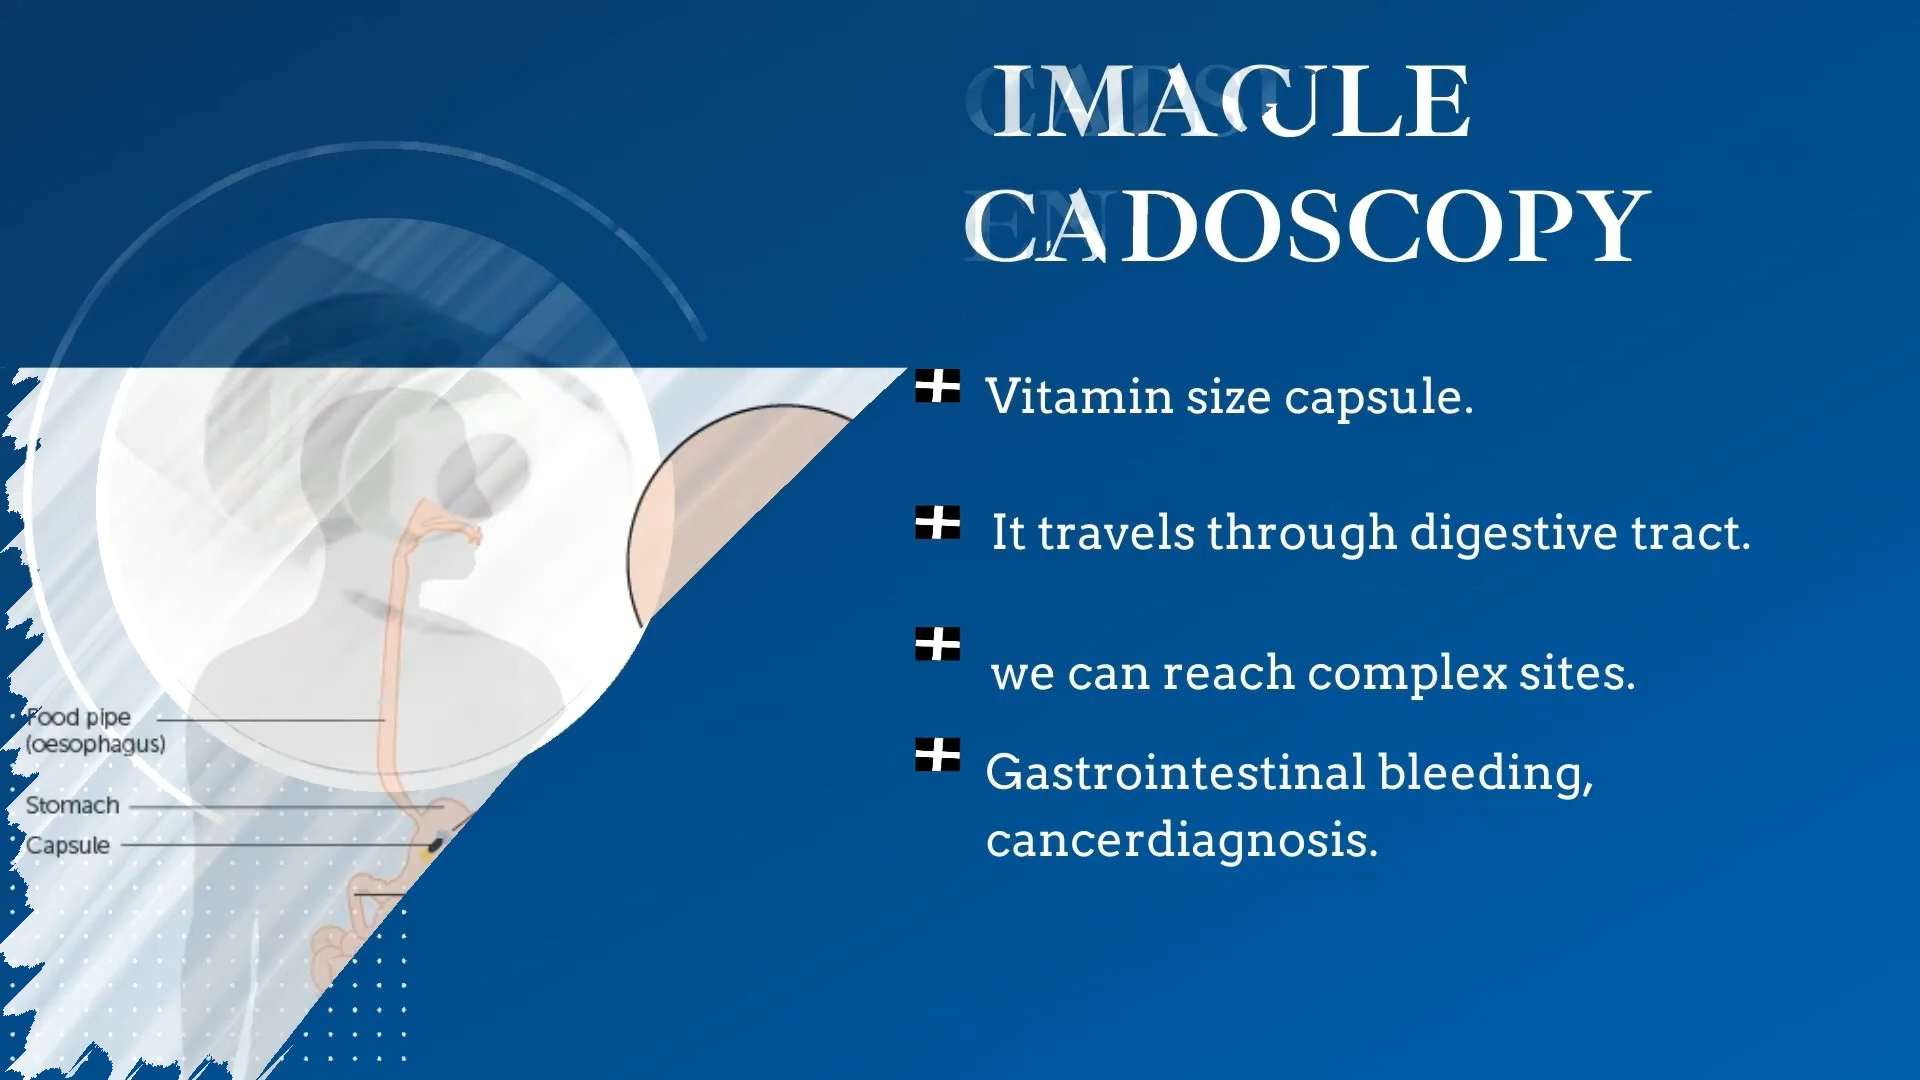 IMAGULE
CADOSCOPY
Vitamin size capsule.
It travels through digestive tract.
we can reach complex sites.
Gastrointestinal bleeding,
cancerdiagnosis.
Food pipe
(oesophagus)
Stomach
Capsule